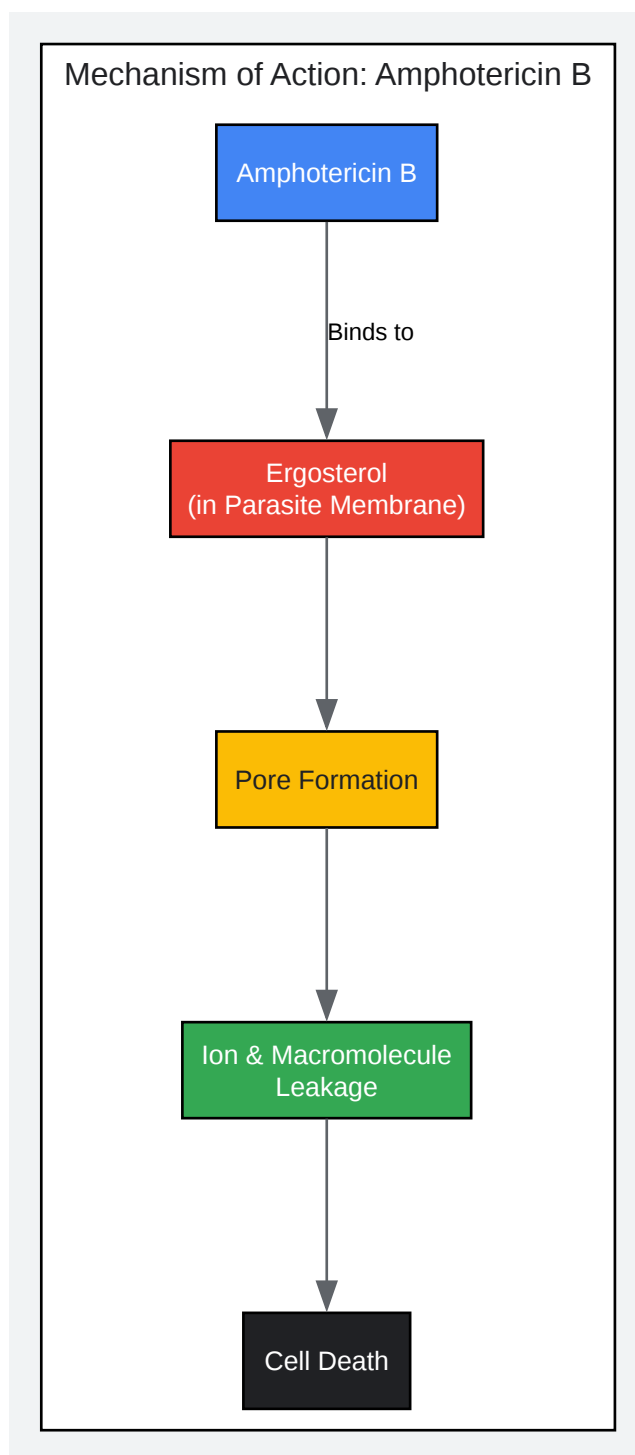 Mechanism of Action: Amphotericin B
Amphotericin B
Binds to
Ergosterol
(in Parasite Membrane)
Pore Formation
Ion & Macromolecule
Leakage
Cell Death